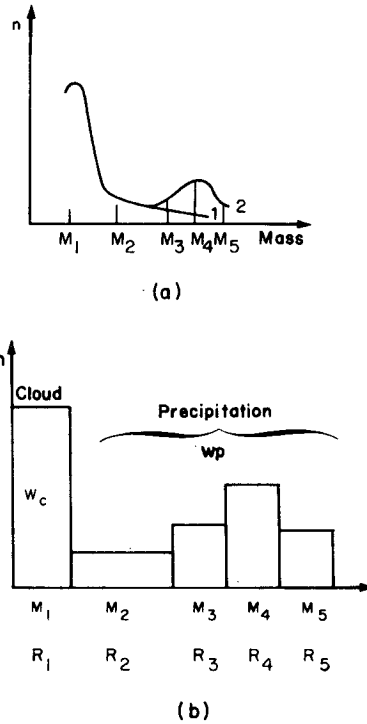 n
1
2
M1 M2 M3 M4 M5 Mass
(a)
n
Cloud
Precipitation
wp
Wc
M1 M2 M3 M4 M5
R1 R2 R3 R4 R5
(b)